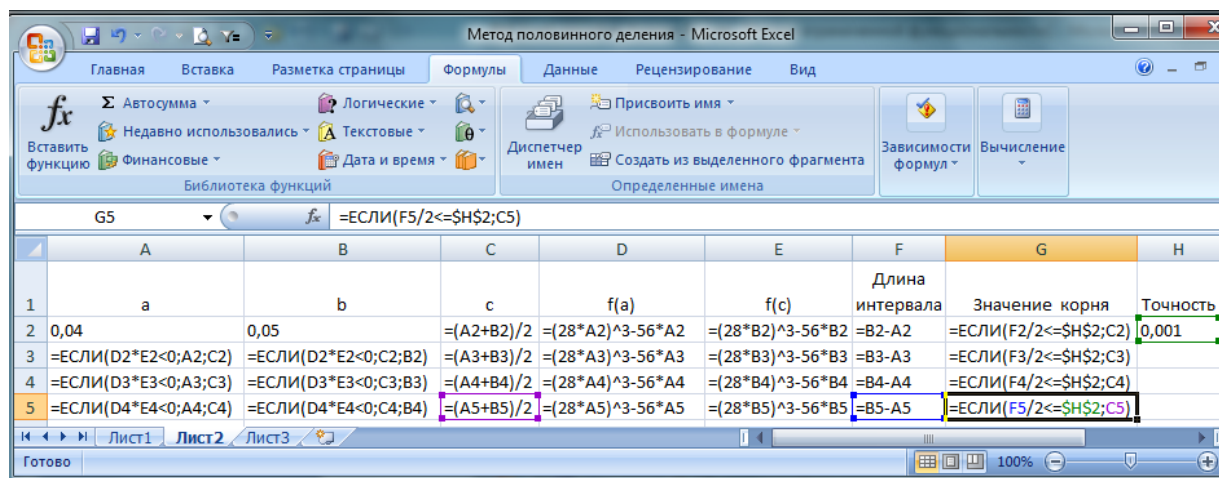 Метод половинного деления - Microsoft Excel
Главная Вставка Разметка страницы Формулы Данные Рецензирование Вид
fx Вставить функцию
Σ Автосумма
Недавно использовались
Финансовые
Логические
Текстовые
Дата и время
Библиотека функций
Диспетчер имен
Присвоить имя
Использовать в формуле
Создать из выделенного фрагмента
Определенные имена
Зависимости формул
Вычисление
G5 fx =ЕСЛИ(F5/2<=$H$2;C5)
A B C D E F G H
1 a b c f(a) f(c) Длина интервала Значение корня Точность
2 0,04 0,05 =(A2+B2)/2 =(28*A2)^3-56*A2 =(28*B2)^3-56*B2 =B2-A2 =ЕСЛИ(F2/2<=$H$2;C2) 0,001
3 =ЕСЛИ(D2*E2<0;A2;C2) =ЕСЛИ(D2*E2<0;C2;B2) =(A3+B3)/2 =(28*A3)^3-56*A3 =(28*B3)^3-56*B3 =B3-A3 =ЕСЛИ(F3/2<=$H$2;C3)
4 =ЕСЛИ(D3*E3<0;A3;C3) =ЕСЛИ(D3*E3<0;C3;B3) =(A4+B4)/2 =(28*A4)^3-56*A4 =(28*B4)^3-56*B4 =B4-A4 =ЕСЛИ(F4/2<=$H$2;C4)
5 =ЕСЛИ(D4*E4<0;A4;C4) =ЕСЛИ(D4*E4<0;C4;B4) =(A5+B5)/2 =(28*A5)^3-56*A5 =(28*B5)^3-56*B5 =B5-A5 =ЕСЛИ(F5/2<=$H$2;C5)
Лист1 Лист2 Лист3
Готово 100%